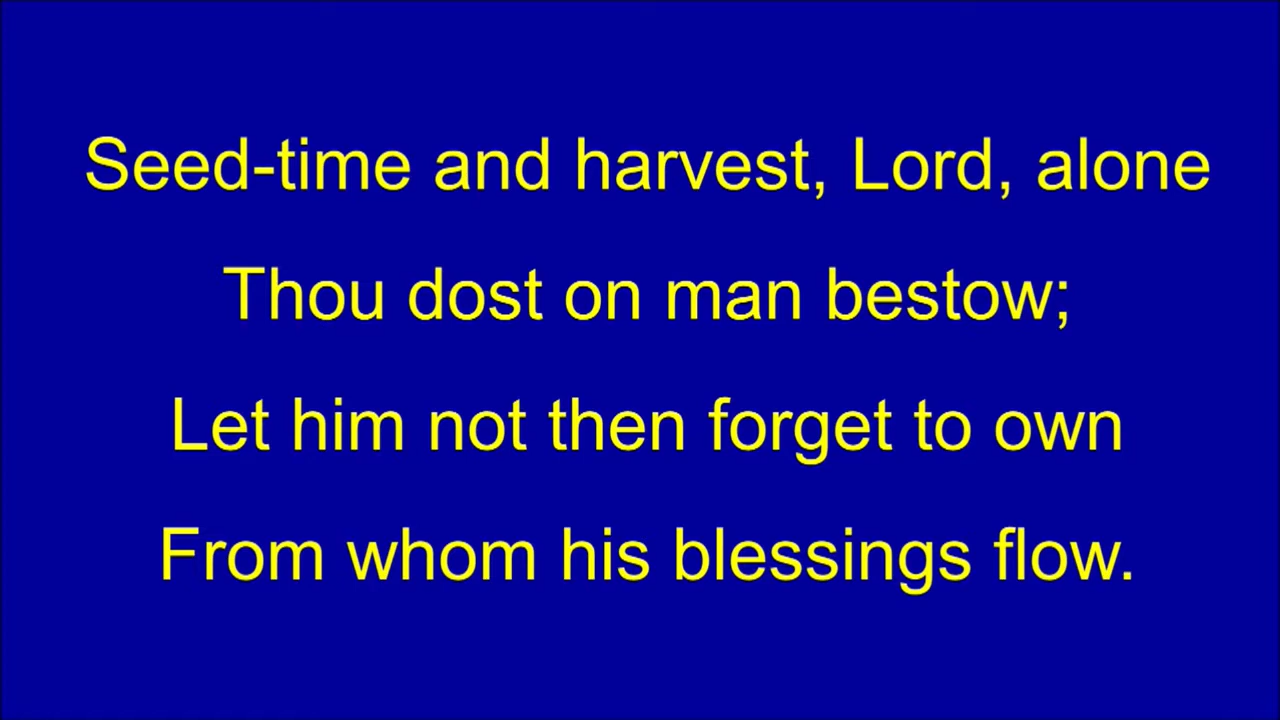 Seed-time and harvest, Lord, alone
Thou dost on man bestow;
Let him not then forget to own
From whom his blessings flow.